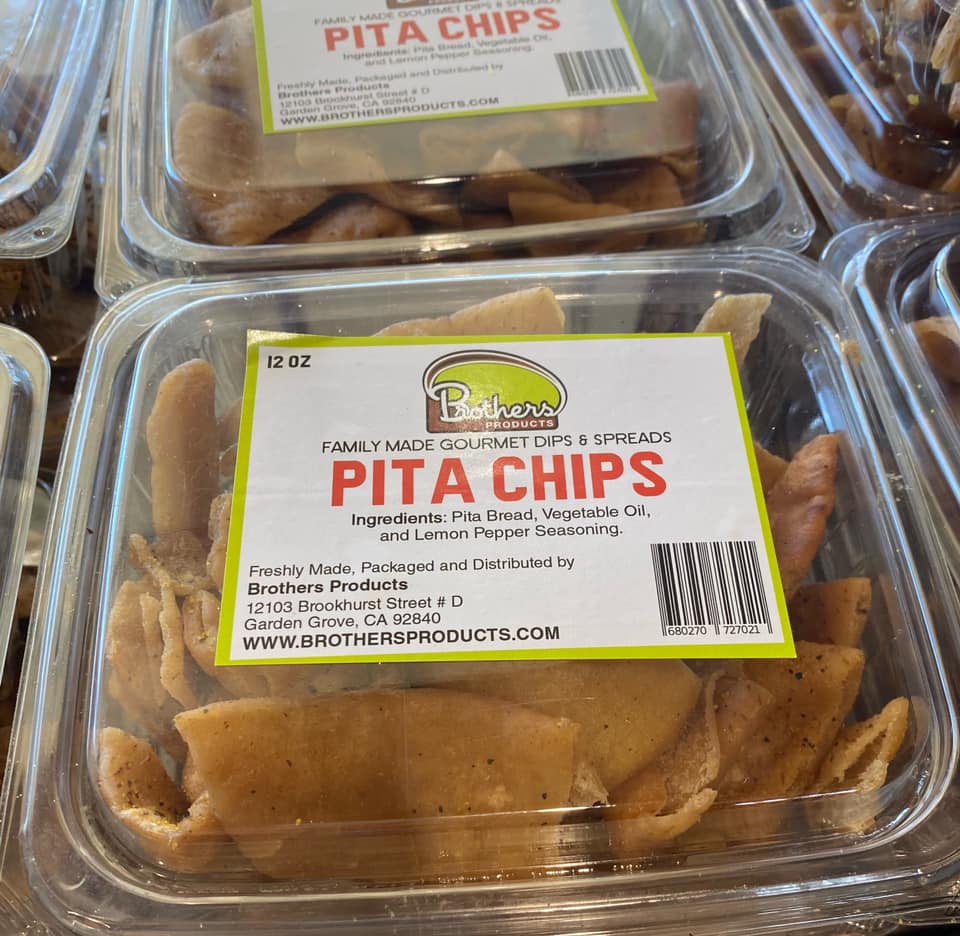 FAMILY MADE GOURMET DIPS & SPREADS
PITA CHIPS
Ingredients: Pita Bread, Vegetable Oil,
and Lemon Pepper Seasoning.
Freshly Made, Packaged and Distributed by
Brothers Products
12103 Brookhurst Street # D
Garden Grove, CA 92840
WWW.BROTHERSPRODUCTS.COM
12 OZ
Brothers
PRODUCTS
FAMILY MADE GOURMET DIPS & SPREADS
PITA CHIPS
Ingredients: Pita Bread, Vegetable Oil,
and Lemon Pepper Seasoning.
Freshly Made, Packaged and Distributed by
Brothers Products
12103 Brookhurst Street # D
Garden Grove, CA 92840
WWW.BROTHERSPRODUCTS.COM
680270 727021